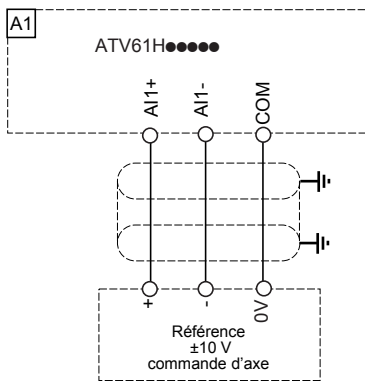 A1
ATV61H●●●●●
AI1+
AI1-
COM
+
-
0V
Référence
±10 V
commande d'axe